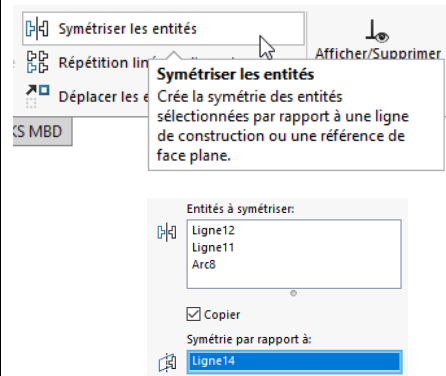 Symétriser les entités
Afficher/Supprimer
Répétition lin
Symétriser les entités
Déplacer les e
Crée la symétrie des entités
sélectionnées par rapport à une ligne
de construction ou une référence de
face plane.
KS MBD
Entités à symétriser:
Ligne12
Ligne11
Arc8
Copier
Symétrie par rapport à:
Ligne14